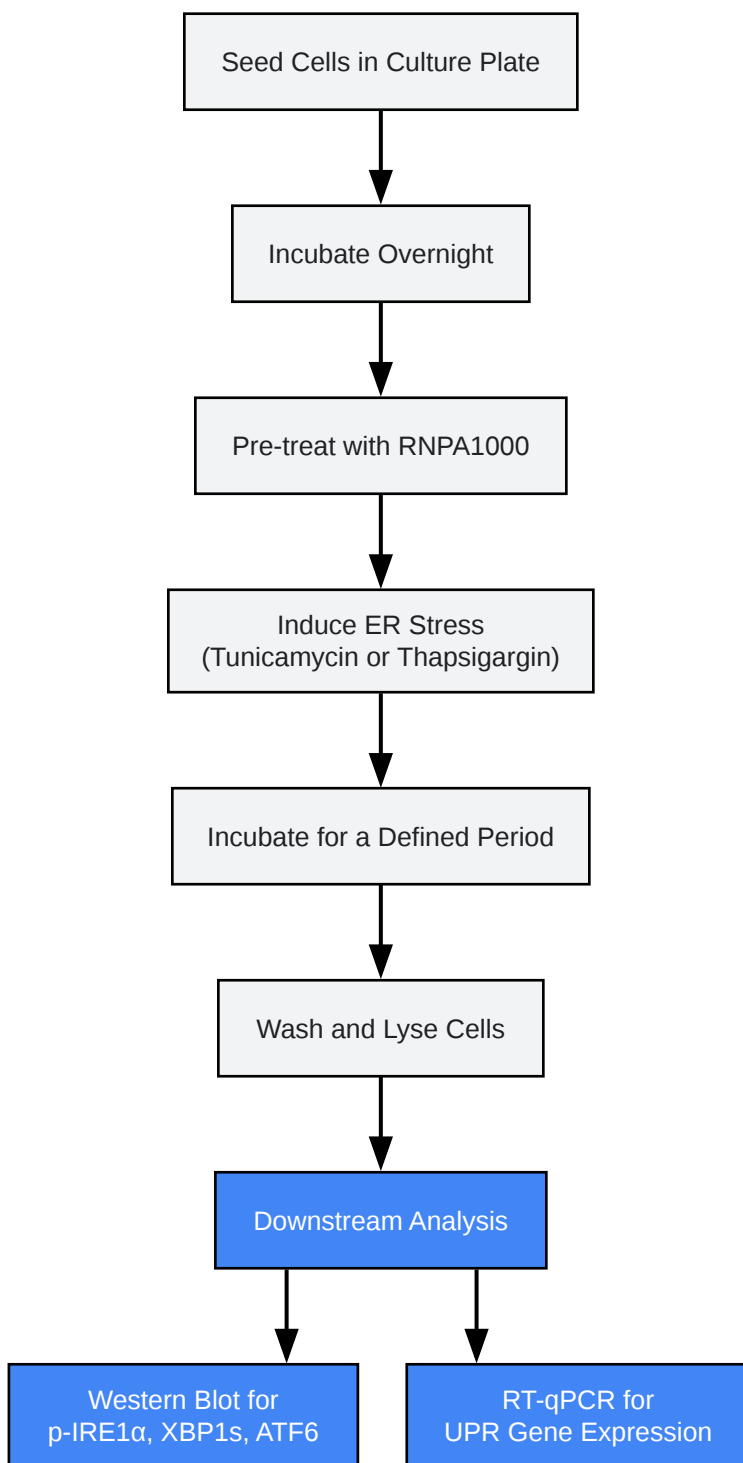 Seed Cells in Culture Plate
Incubate Overnight
Pre-treat with RNPA1000
Induce ER Stress
(Tunicamycin or Thapsigargin)
Incubate for a Defined Period
Wash and Lyse Cells
Downstream Analysis
Western Blot for
p-IRE1α, XBP1s, ATF6
RT-qPCR for
UPR Gene Expression